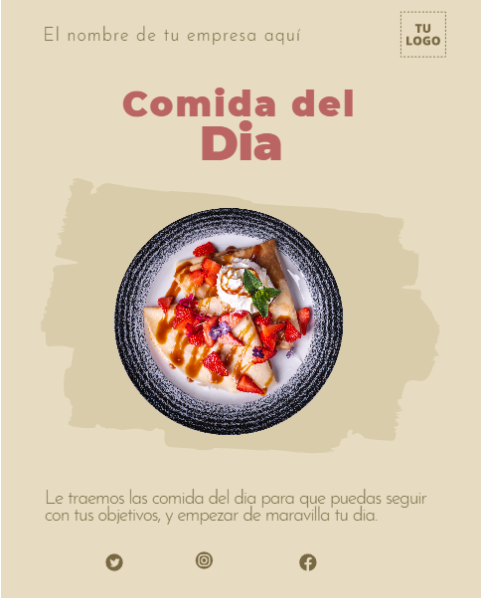 El nombre de tu empresa aquí
TU
LOGO
Comida del
Dia
Le traemos las comida del dia para que puedas seguir
con tus objetivos, y empezar de maravilla tu dia.